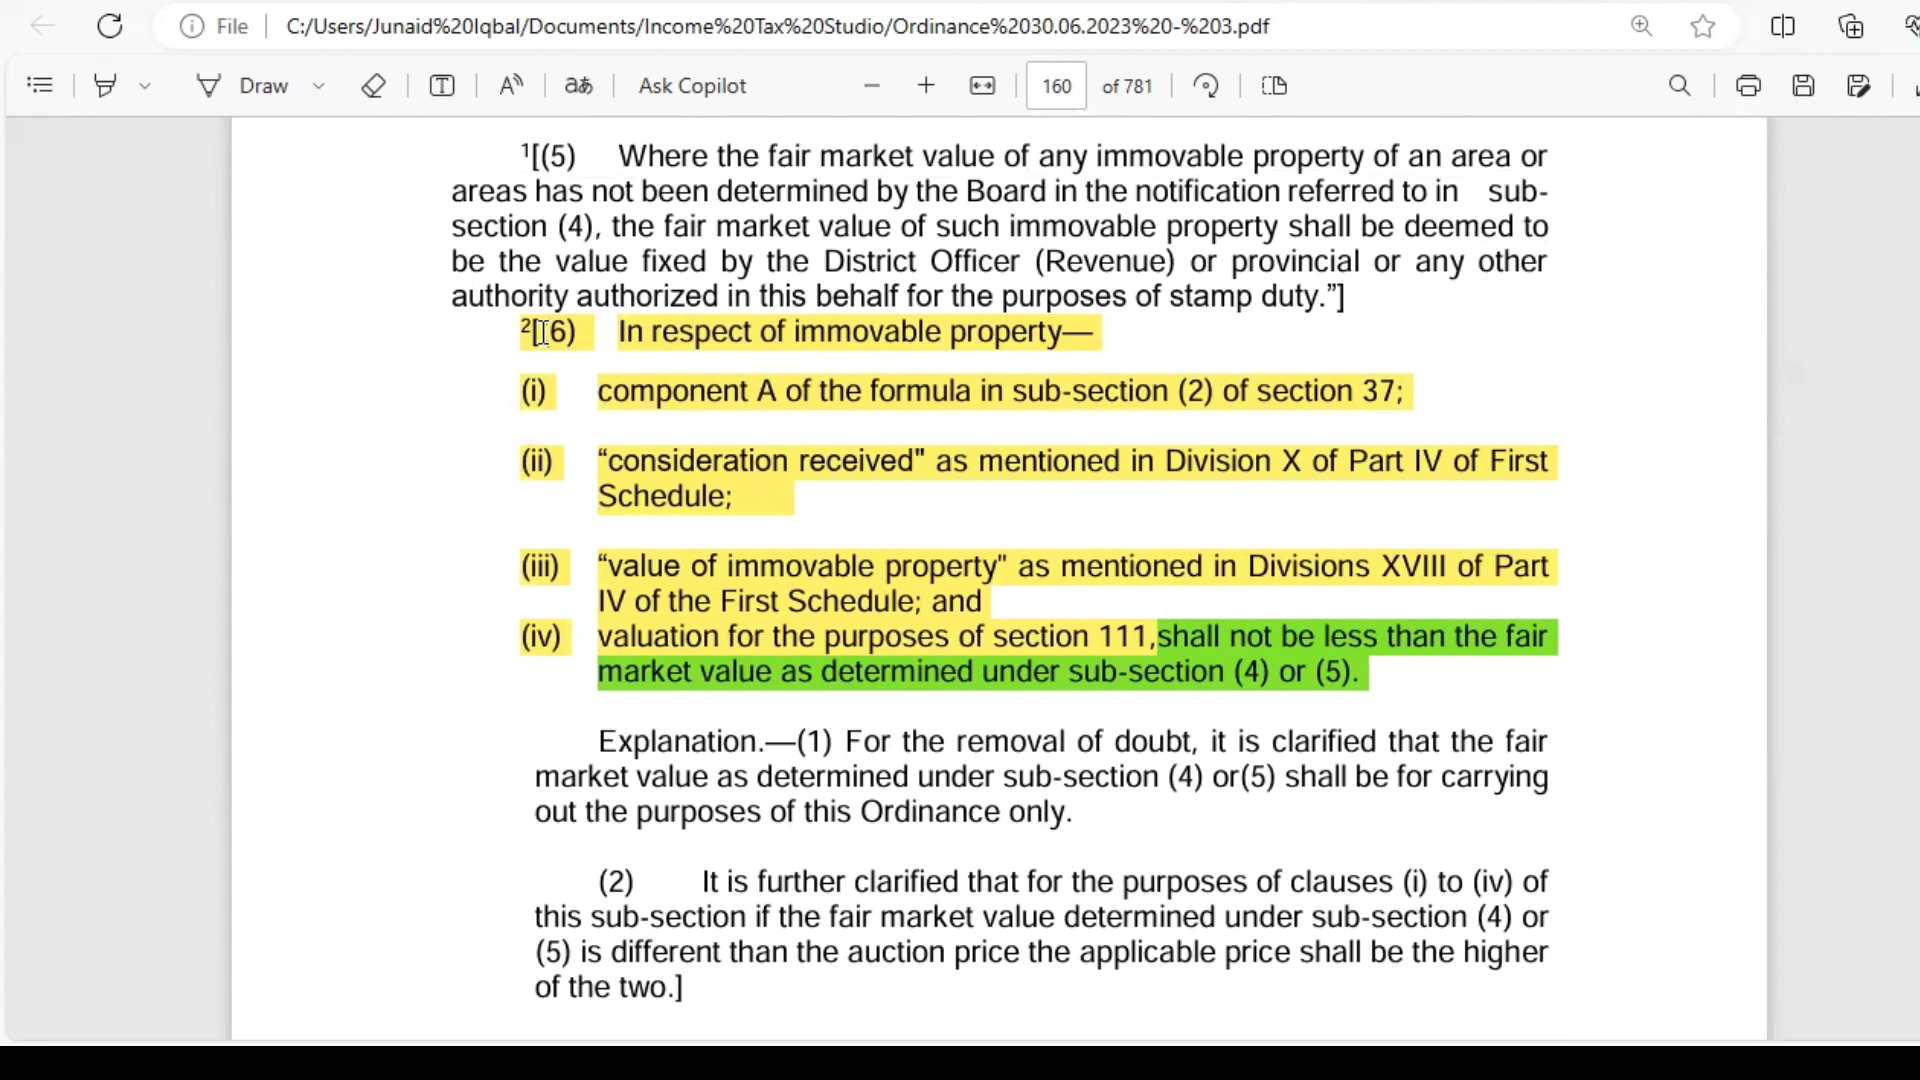 File
C:/Users/Junaid%20Iqbal/Documents/Income%20Tax%20Studio/Ordinance%2030.06.2023%20-%203.pdf
Draw
aあ
Ask Copilot
160 of 781
¹[(5) Where the fair market value of any immovable property of an area or
areas has not been determined by the Board in the notification referred to in sub-
section (4), the fair market value of such immovable property shall be deemed to
be the value fixed by the District Officer (Revenue) or provincial or any other
authority authorized in this behalf for the purposes of stamp duty.”]
²[(6) In respect of immovable property—
(i) component A of the formula in sub-section (2) of section 37;
(ii) “consideration received" as mentioned in Division X of Part IV of First
Schedule;
(iii) “value of immovable property" as mentioned in Divisions XVIII of Part
IV of the First Schedule; and
(iv) valuation for the purposes of section 111,shall not be less than the fair
market value as determined under sub-section (4) or (5).
Explanation.—(1) For the removal of doubt, it is clarified that the fair
market value as determined under sub-section (4) or(5) shall be for carrying
out the purposes of this Ordinance only.
(2) It is further clarified that for the purposes of clauses (i) to (iv) of
this sub-section if the fair market value determined under sub-section (4) or
(5) is different than the auction price the applicable price shall be the higher
of the two.]